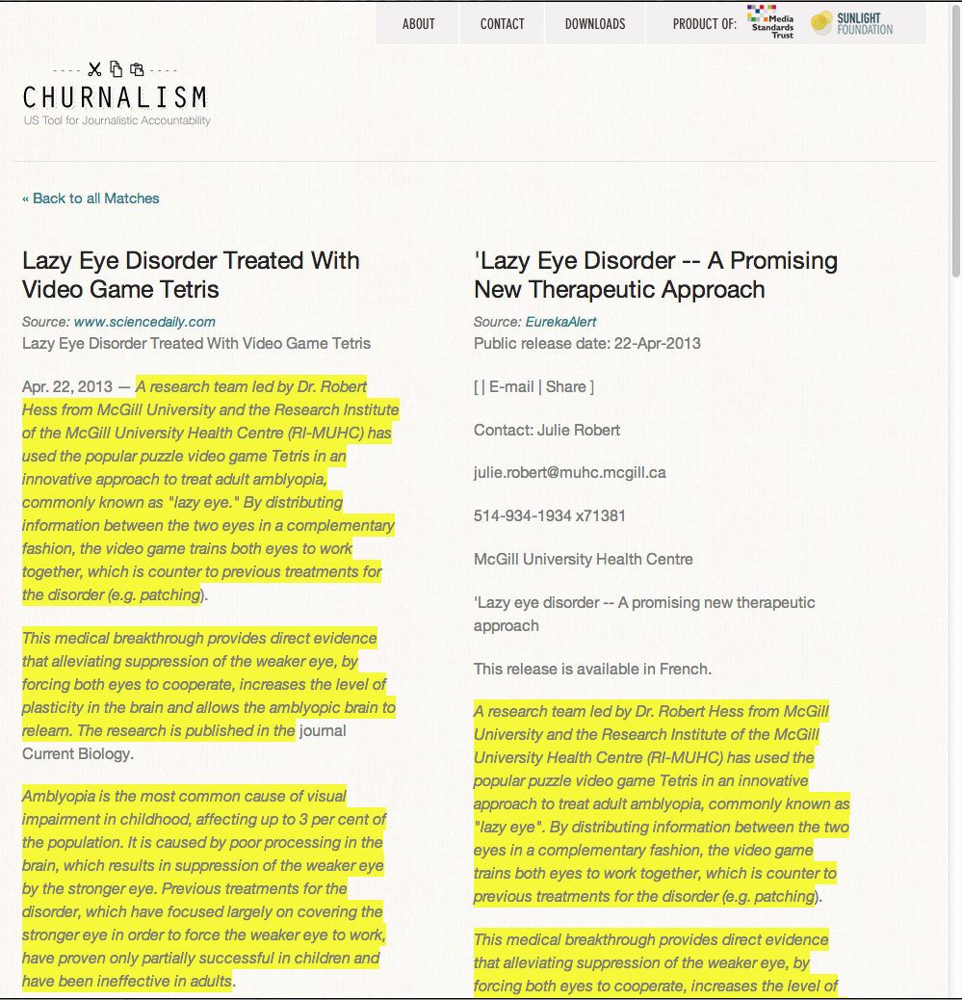 ABOUT
CONTACT
DOWNLOADS
PRODUCT OF:
Media
Standards
Trust
SUNLIGHT
FOUNDATION
CHURNALISM
US Tool for Journalistic Accountability
« Back to all Matches
Lazy Eye Disorder Treated With
Video Game Tetris
Source: www.sciencedaily.com
Lazy Eye Disorder Treated With Video Game Tetris
Apr. 22, 2013 — A research team led by Dr. Robert
Hess from McGill University and the Research Institute
of the McGill University Health Centre (RI-MUHC) has
used the popular puzzle video game Tetris in an
innovative approach to treat adult amblyopia,
commonly known as "lazy eye." By distributing
information between the two eyes in a complementary
fashion, the video game trains both eyes to work
together, which is counter to previous treatments for
the disorder (e.g. patching).
This medical breakthrough provides direct evidence
that alleviating suppression of the weaker eye, by
forcing both eyes to cooperate, increases the level of
plasticity in the brain and allows the amblyopic brain to
relearn. The research is published in the journal
Current Biology.
Amblyopia is the most common cause of visual
impairment in childhood, affecting up to 3 per cent of
the population. It is caused by poor processing in the
brain, which results in suppression of the weaker eye
by the stronger eye. Previous treatments for the
disorder, which have focused largely on covering the
stronger eye in order to force the weaker eye to work,
have proven only partially successful in children and
have been ineffective in adults.
'Lazy Eye Disorder -- A Promising
New Therapeutic Approach
Source: EurekaAlert
Public release date: 22-Apr-2013
[ | E-mail | Share ]
Contact: Julie Robert
julie.robert@muhc.mcgill.ca
514-934-1934 x71381
McGill University Health Centre
'Lazy eye disorder -- A promising new therapeutic
approach
This release is available in French.
A research team led by Dr. Robert Hess from McGill
University and the Research Institute of the McGill
University Health Centre (RI-MUHC) has used the
popular puzzle video game Tetris in an innovative
approach to treat adult amblyopia, commonly known as
"lazy eye". By distributing information between the two
eyes in a complementary fashion, the video game
trains both eyes to work together, which is counter to
previous treatments for the disorder (e.g. patching).
This medical breakthrough provides direct evidence
that alleviating suppression of the weaker eye, by
forcing both eyes to cooperate, increases the level of